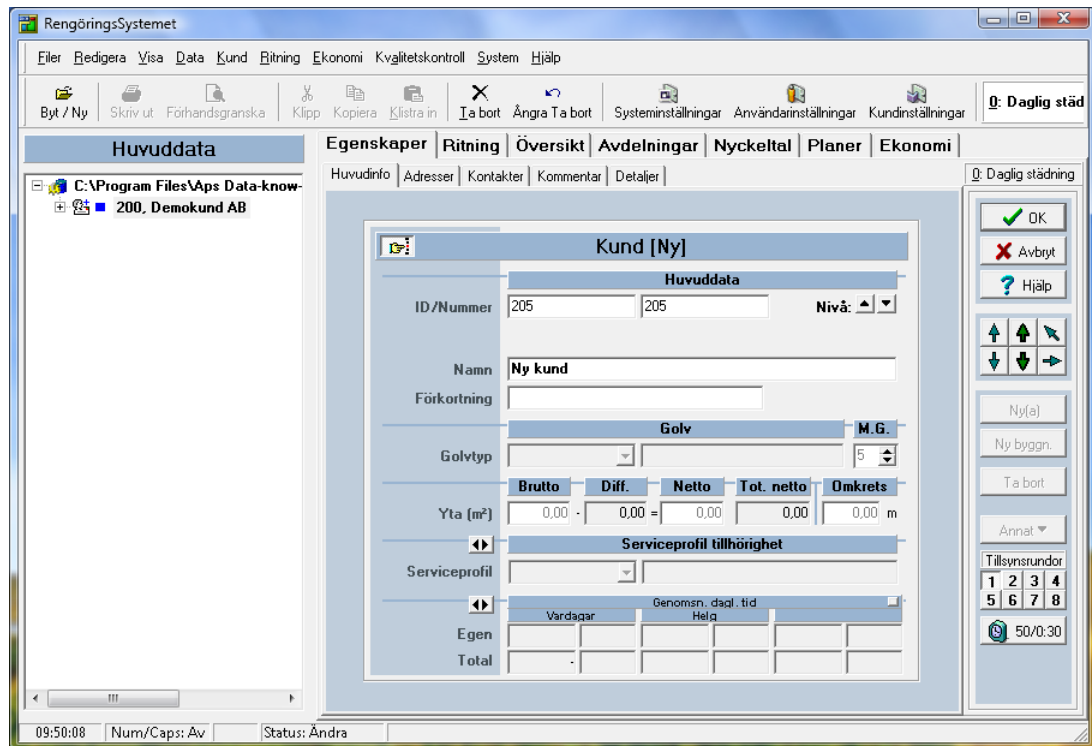 RengöringsSystemet
Filer Redigera Visa Data Kund Ritning Ekonomi Kvalitetskontroll System Hjälp
Byt / Ny Skriv ut Förhandsgranska Klipp Kopiera Klistra in Ta bort Ångra Ta bort Systeminställningar Användarinställningar Kundinställningar 0: Daglig städ
Huvuddata
C:\Program Files\Aps Data-know-
200, Demokund AB
Egenskaper Ritning Översikt Avdelningar Nyckeltal Planer Ekonomi
Huvudinfo Adresser Kontakter Kommentar Detaljer 0: Daglig städning
Kund [Ny]
Huvuddata
ID/Nummer 205 205 Nivå:
Namn Ny kund
Förkortning
Golv M.G.
Golvtyp 5
Brutto Diff. Netto Tot. netto Omkrets
Yta (m²) 0,00 - 0,00 = 0,00 0,00 0,00 m
Serviceprofil tillhörighet
Serviceprofil
Genomsn. dagl. tid
Vardagar Helg
Egen
Total -
OK
Avbryt
Hjälp
Ny(a)
Ny byggn.
Ta bort
Annat
Tillsynsrundor
1 2 3 4
5 6 7 8
50/0:30
09:50:08 Num/Caps: Av Status: Ändra